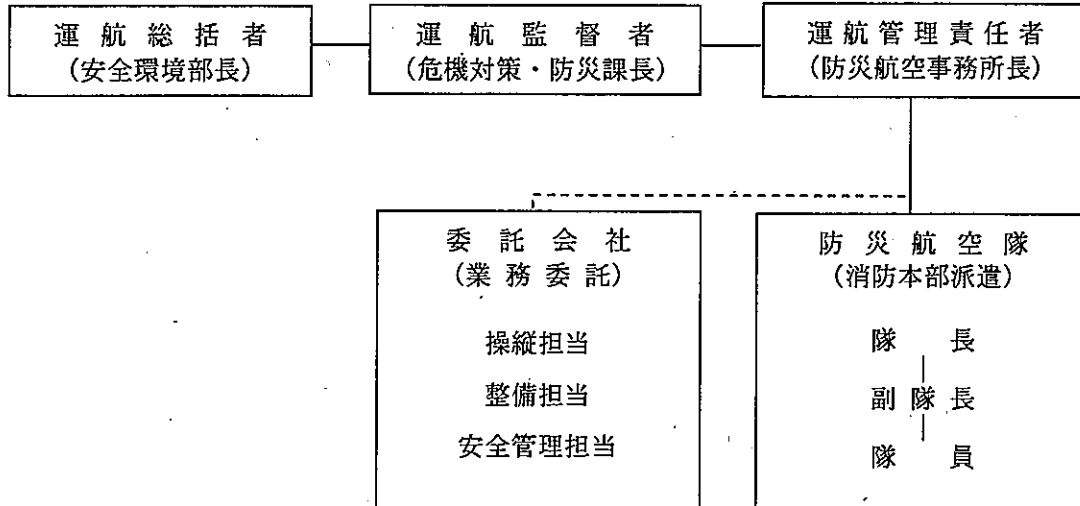 運航総括者
(安全環境部長)
運航監督者
(危機対策・防災課長)
運航管理責任者
(防災航空事務所長)
委託会社
(業務委託)
操縦担当
整備担当
安全管理担当
防災航空隊
(消防本部派遣)
隊長
副隊長
隊員